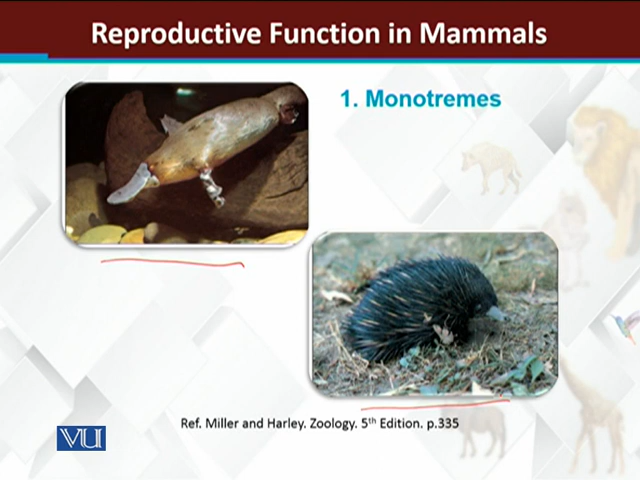 Reproductive Function in Mammals
1. Monotremes
Ref. Miller and Harley. Zoology. 5th Edition. p.335
VU